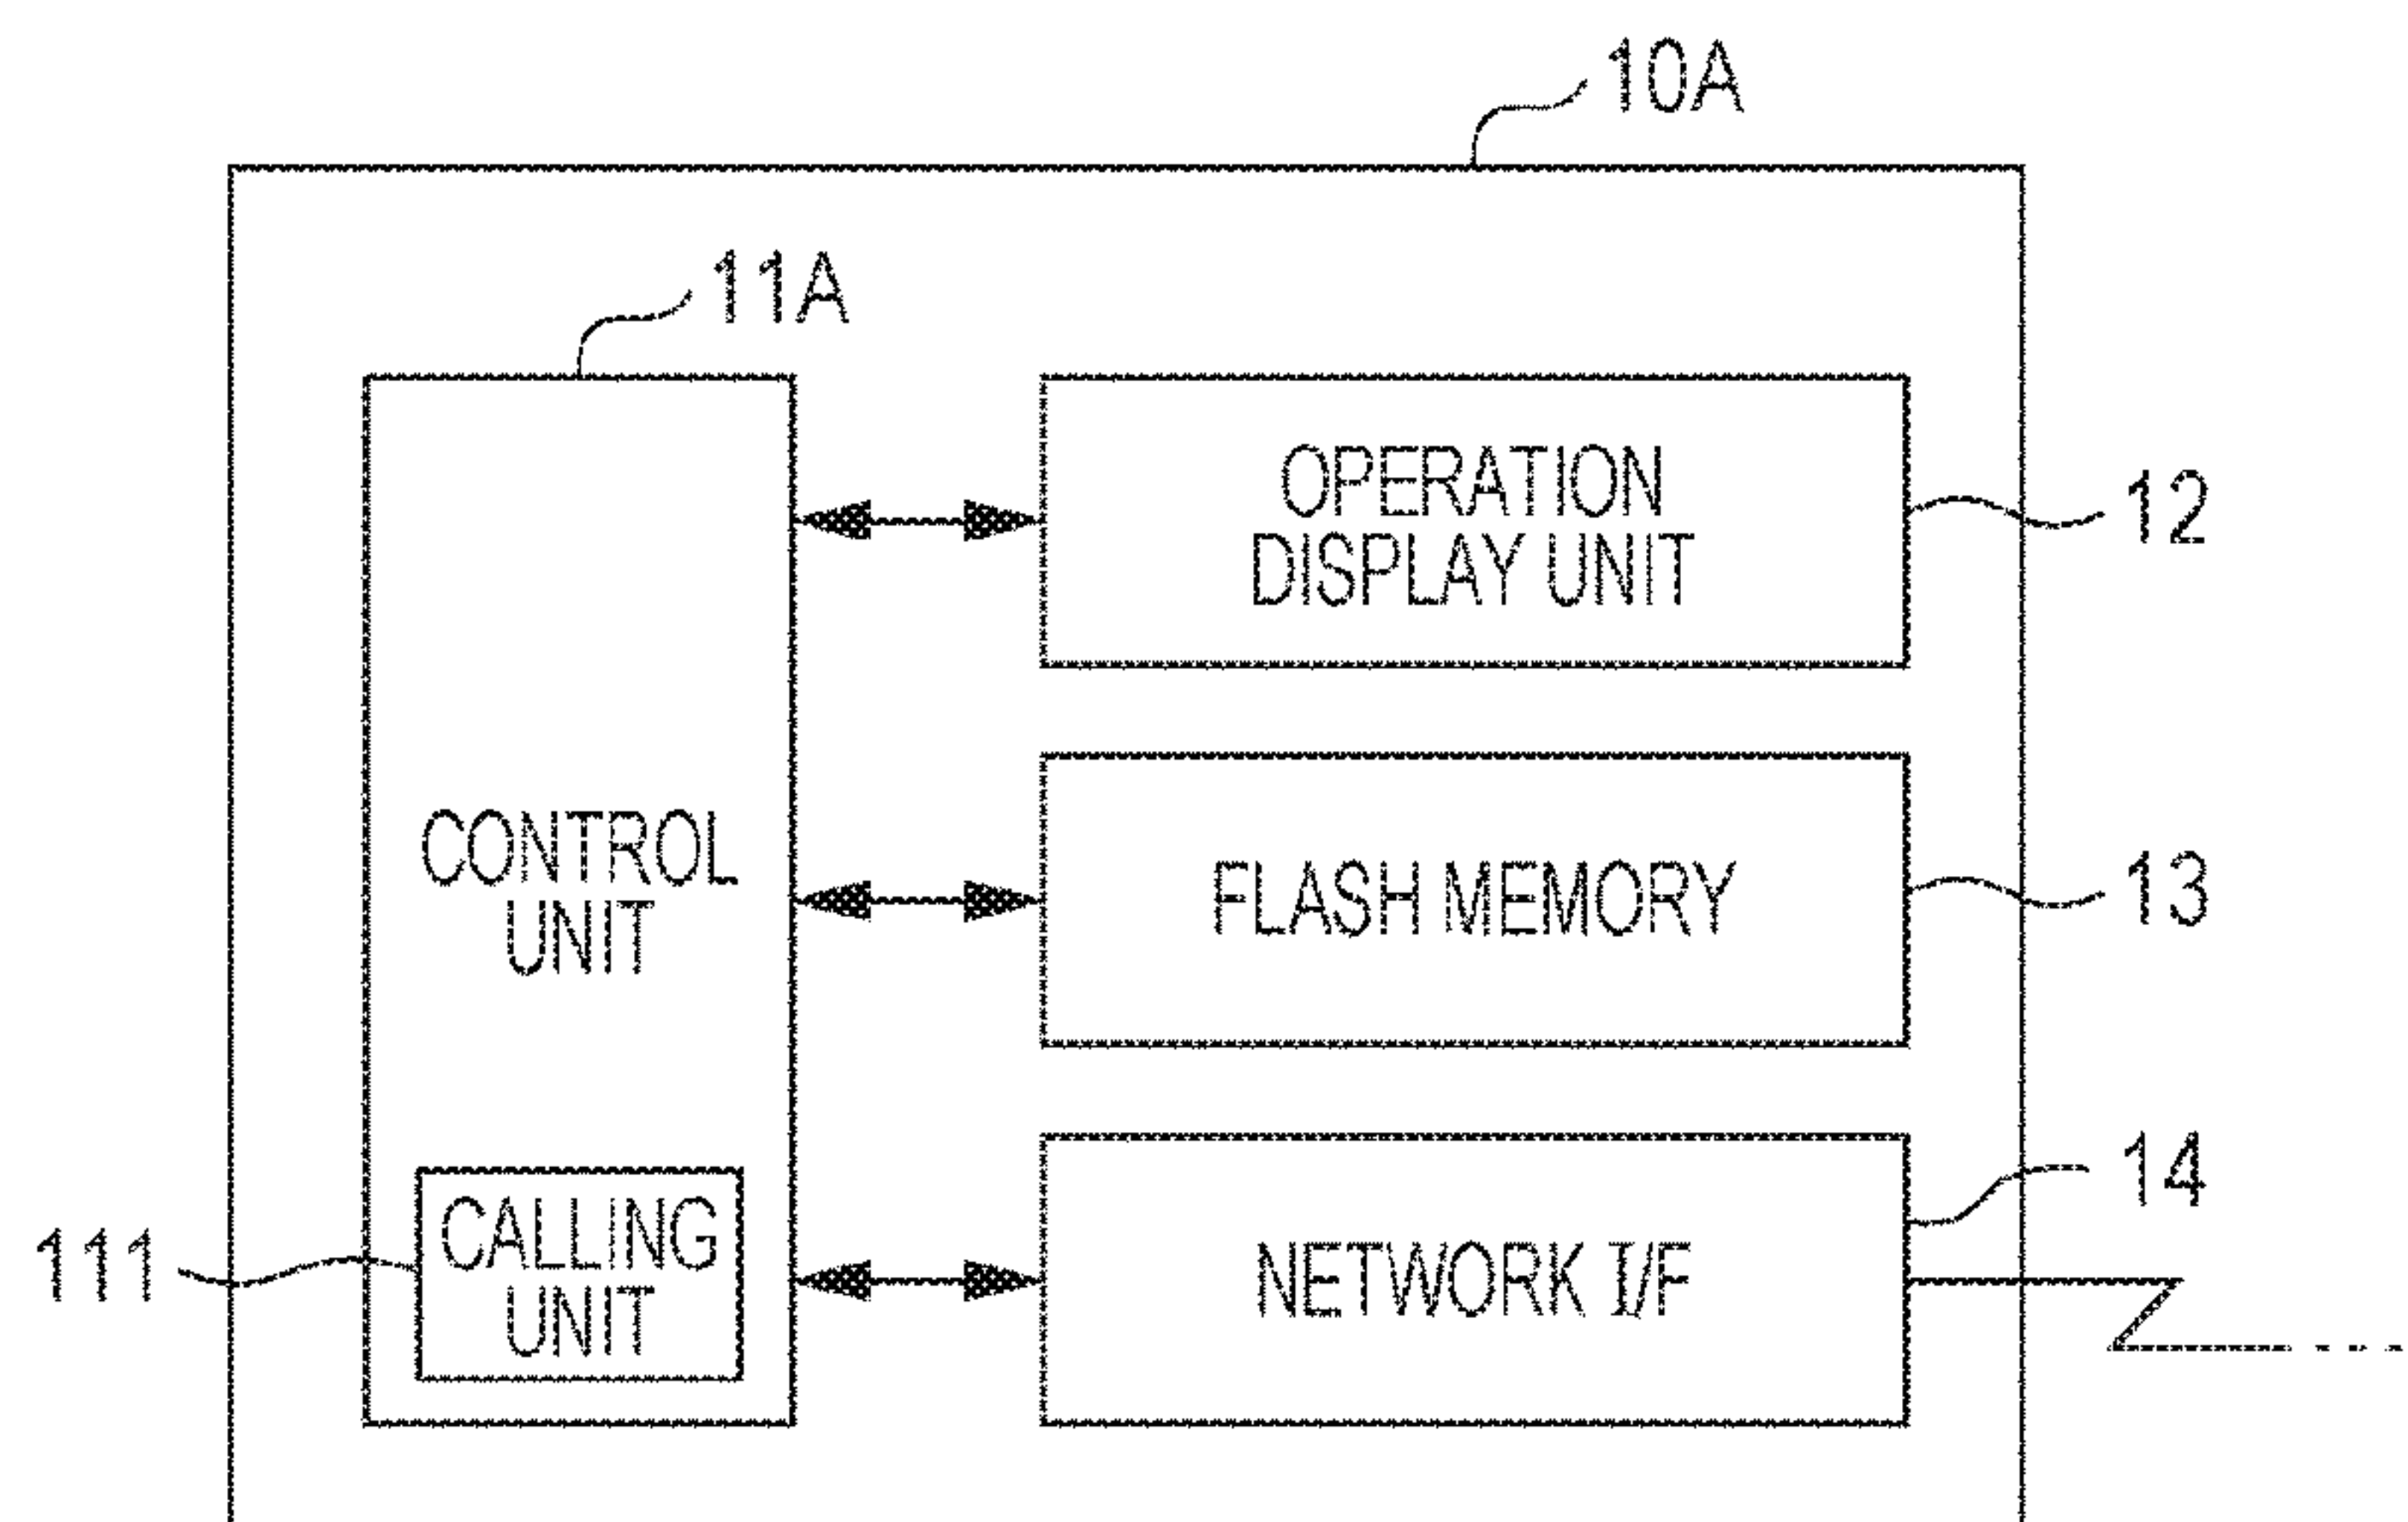 10A
11A
OPERATION
DISPLAY UNIT
12
CONTROL
UNIT
FLASH MEMORY
13
14
111
CALLING
UNIT
NETWORK I/F